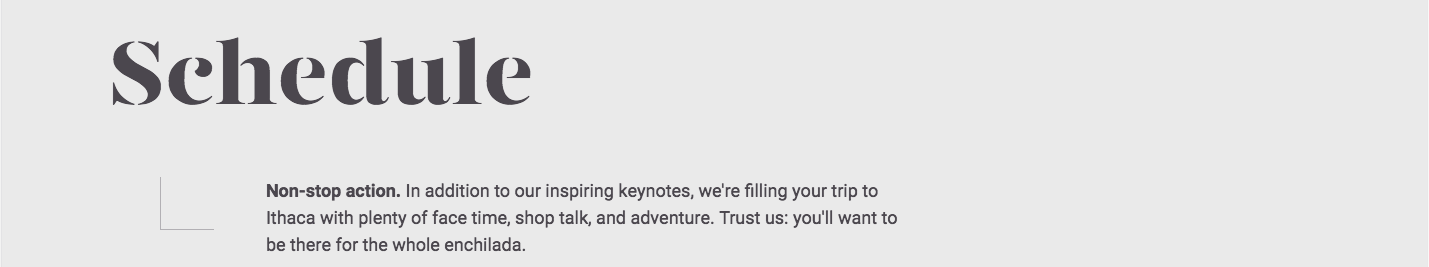 Schedule
Non-stop action. In addition to our inspiring keynotes, we're filling your trip to
Ithaca with plenty of face time, shop talk, and adventure. Trust us: you'll want to
be there for the whole enchilada.